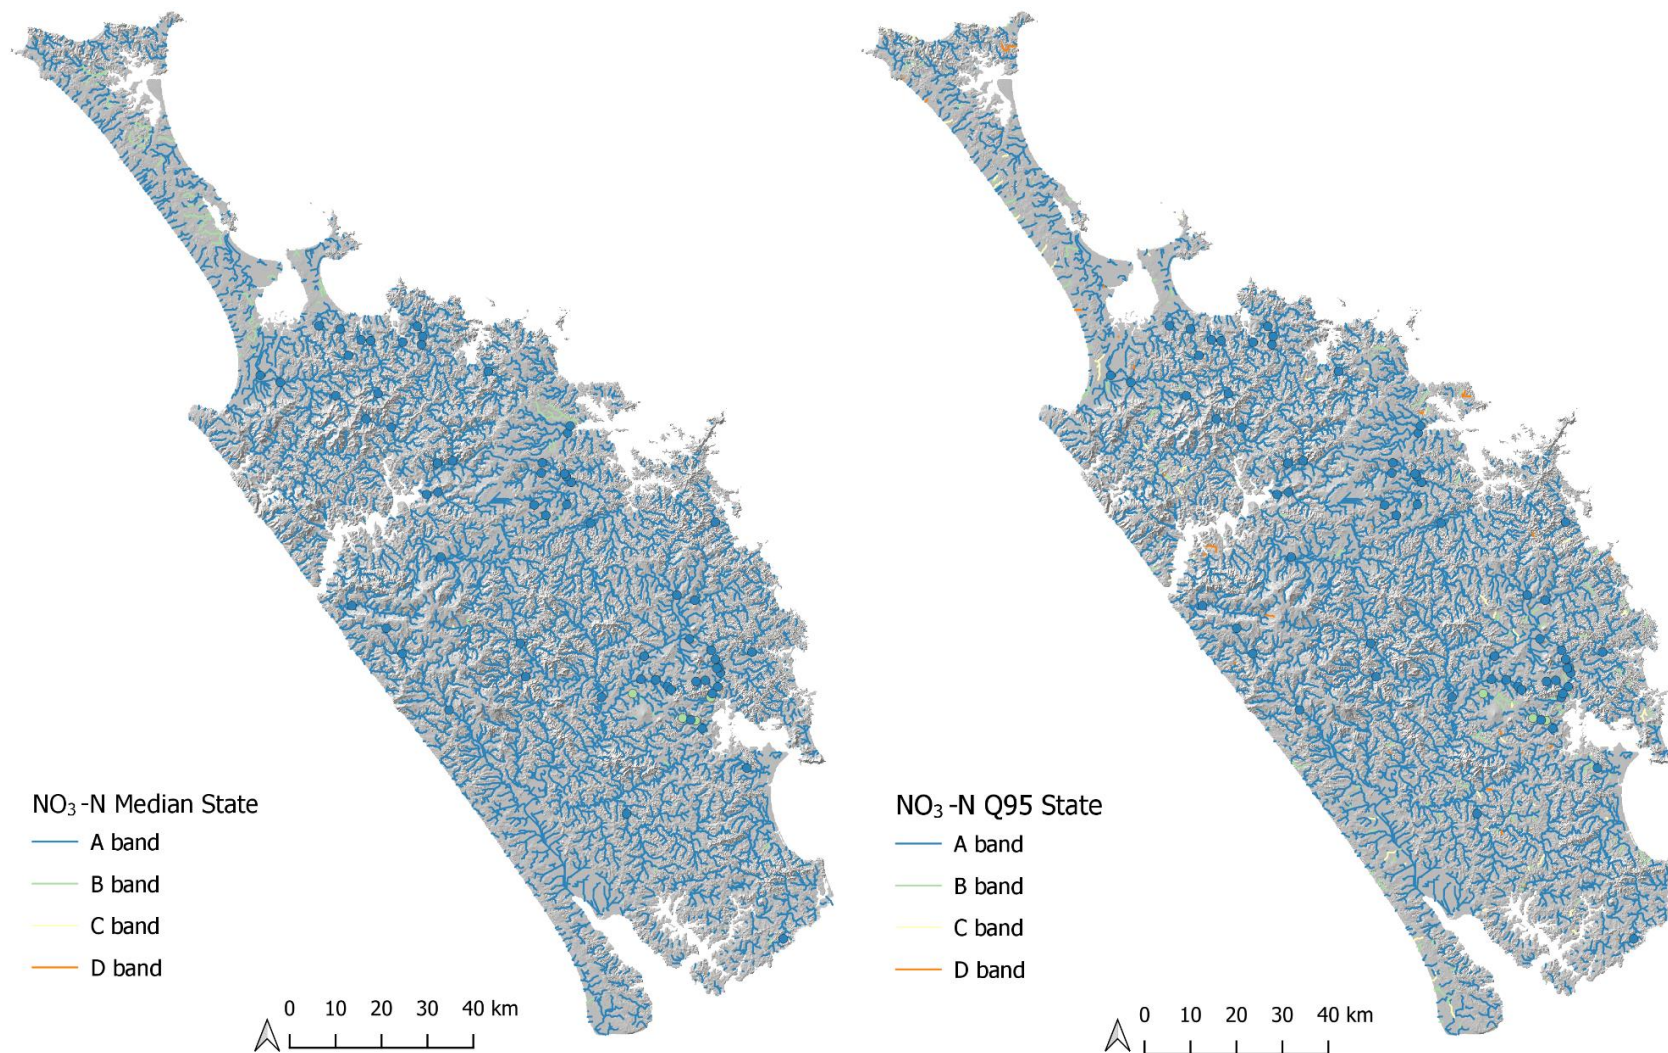 NO₃-N Median State
A band
B band
C band
D band
0 10 20 30 40 km
NO₃-N Q95 State
A band
B band
C band
D band
0 10 20 30 40 km